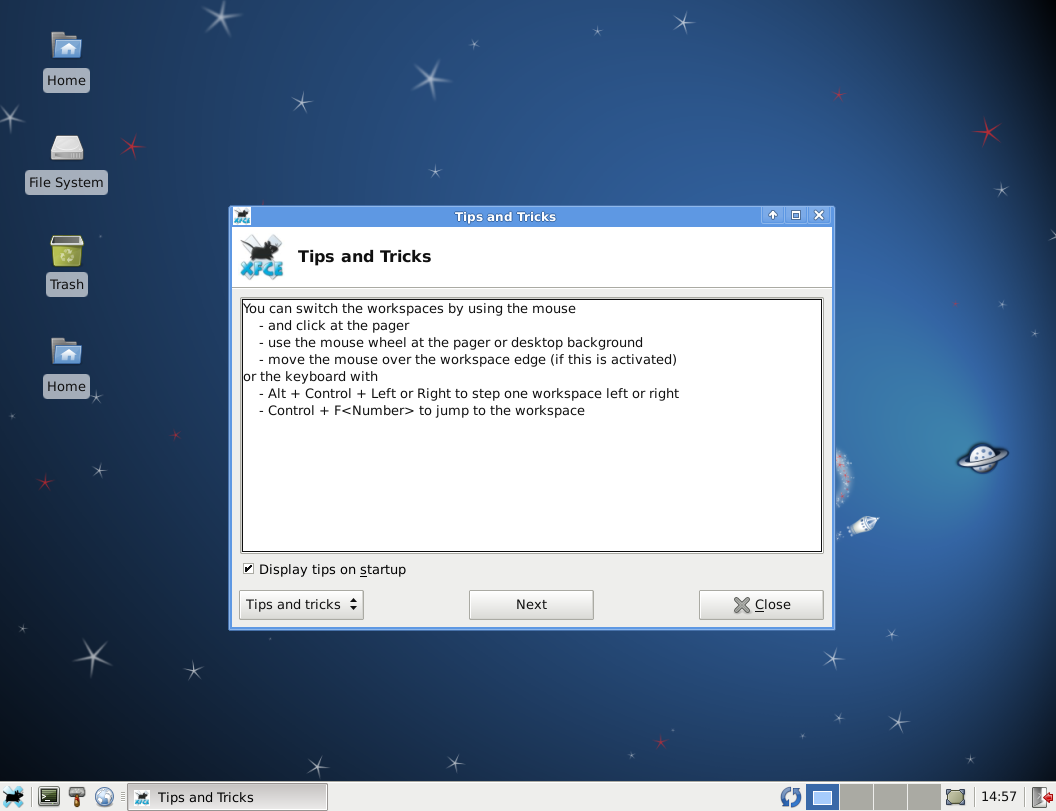 Home
File System
Trash
Home
Tips and Tricks
XFCE
Tips and Tricks
You can switch the workspaces by using the mouse
- and click at the pager
- use the mouse wheel at the pager or desktop background
- move the mouse over the workspace edge (if this is activated)
or the keyboard with
- Alt + Control + Left or Right to step one workspace left or right
- Control + F<Number> to jump to the workspace
Display tips on startup
Tips and tricks
Next
Close
Tips and Tricks
14:57